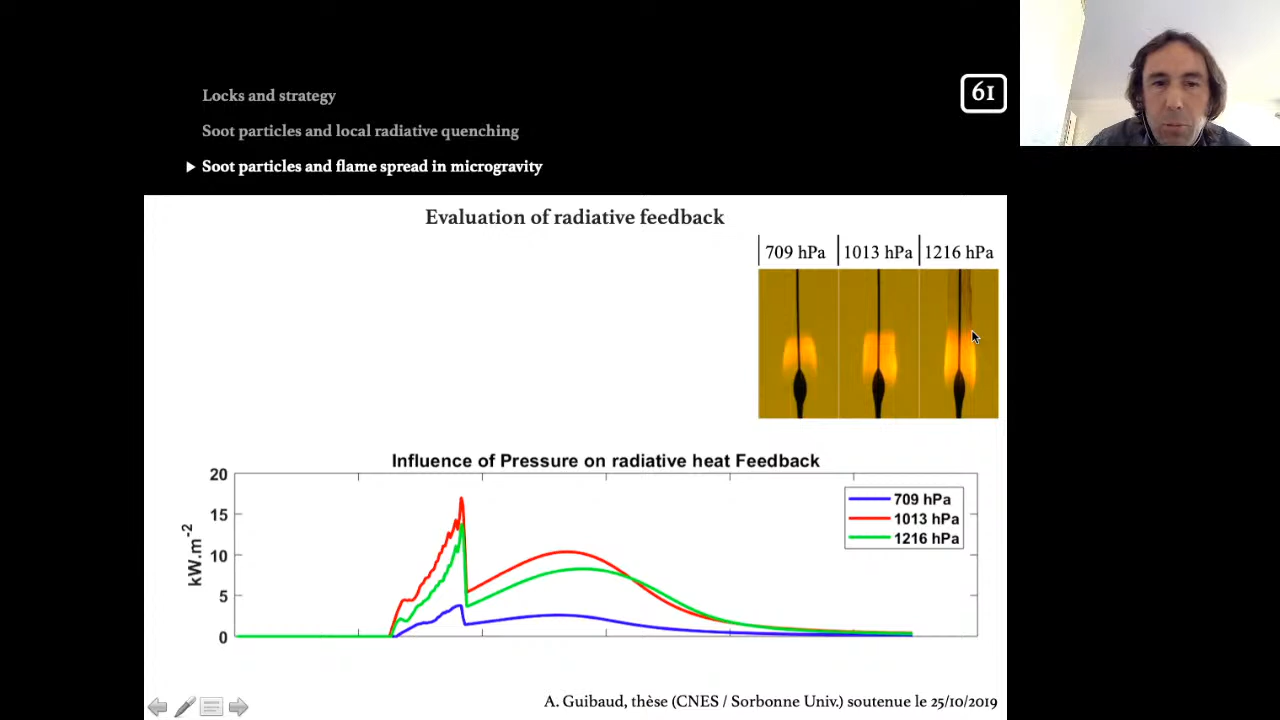 Locks and strategy
61
Soot particles and local radiative quenching
▶ Soot particles and flame spread in microgravity
Evaluation of radiative feedback
709 hPa 1013 hPa 1216 hPa
Influence of Pressure on radiative heat Feedback
20
15
10
5
0
kW.m-2
709 hPa
1013 hPa
1216 hPa
A. Guibaud, thèse (CNES / Sorbonne Univ.) soutenue le 25/10/2019